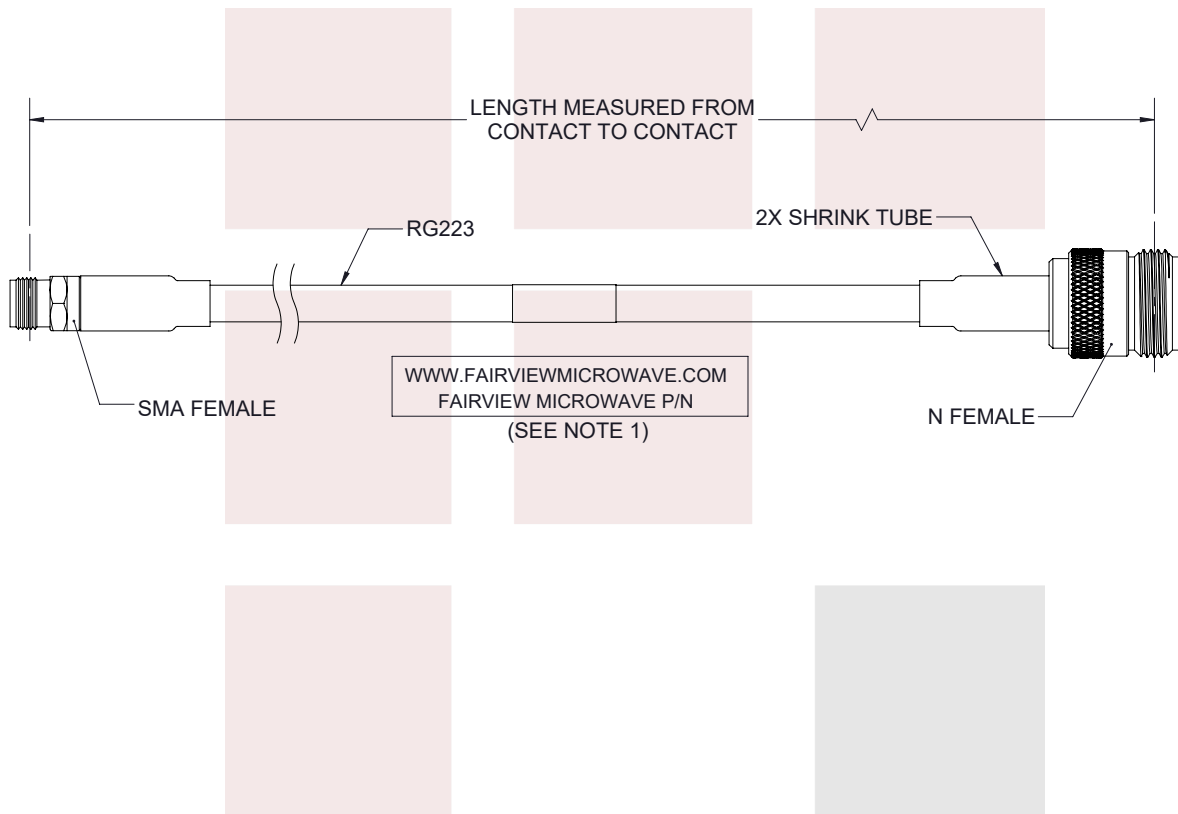 LENGTH MEASURED FROM
CONTACT TO CONTACT
2X SHRINK TUBE
RG223
WWW.FAIRVIEWMICROWAVE.COM
FAIRVIEW MICROWAVE P/N
(SEE NOTE 1)
SMA FEMALE
N FEMALE